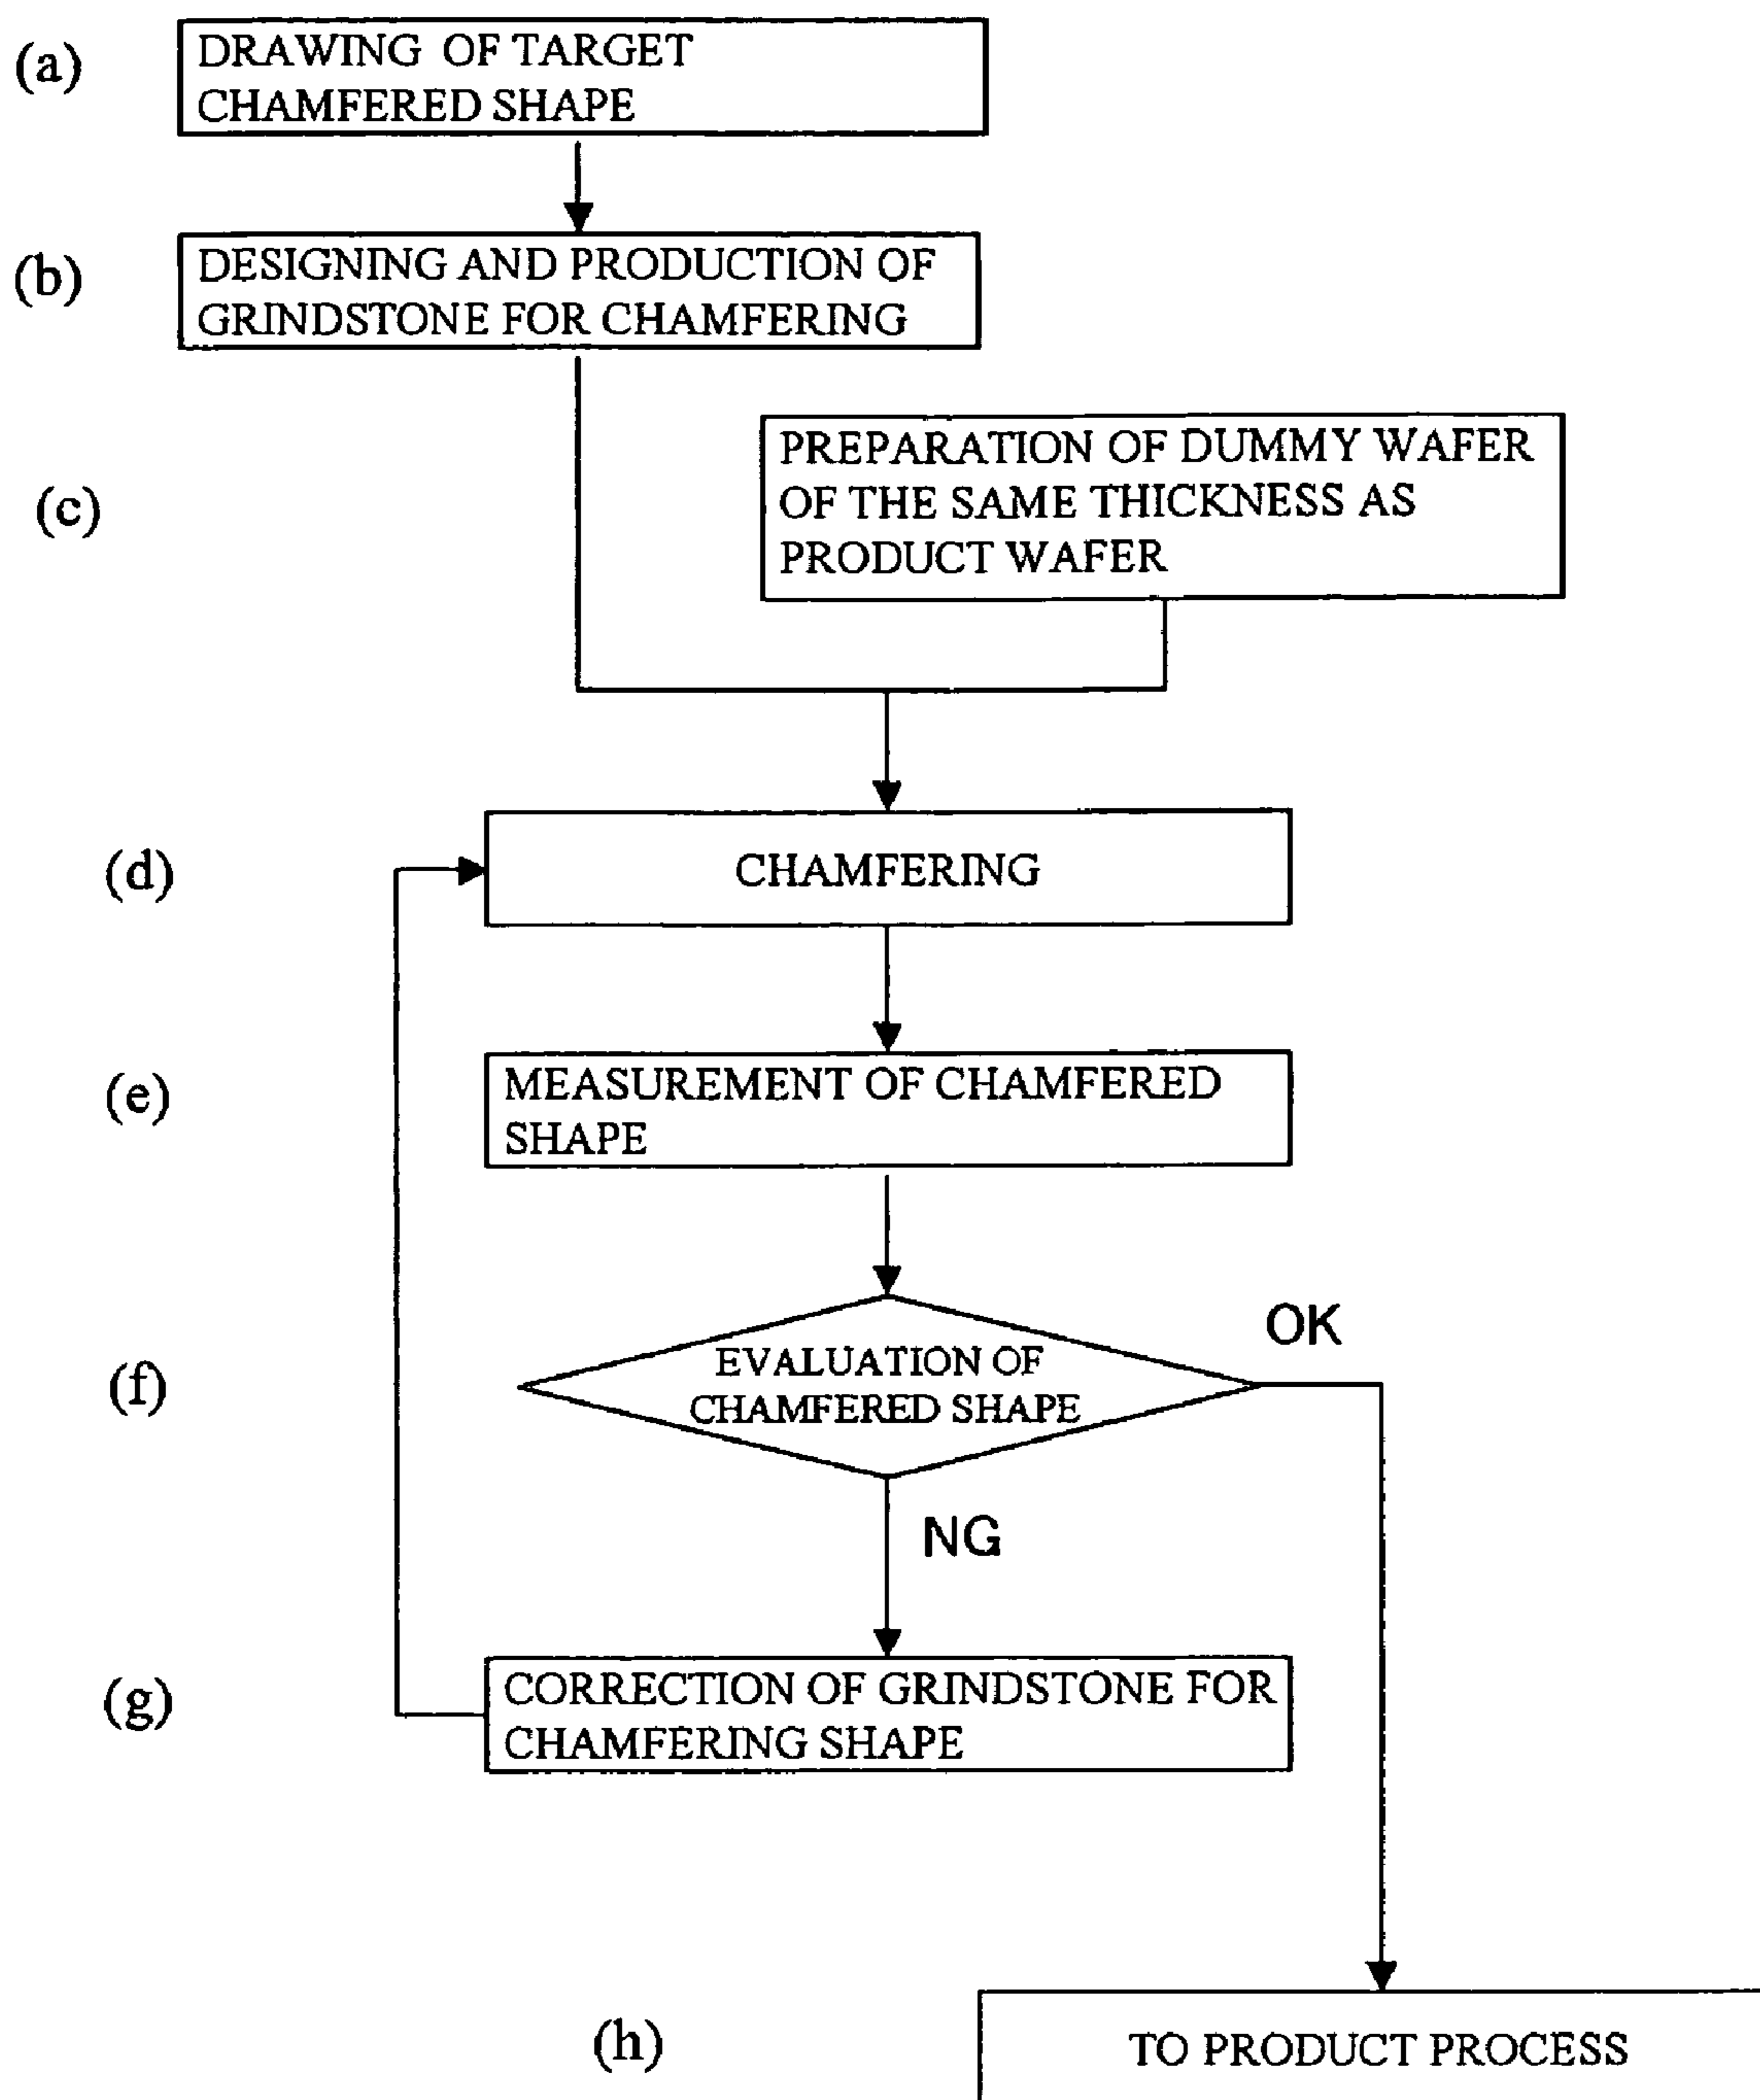 (a)
DRAWING OF TARGET
CHAMFERED SHAPE
(b)
DESIGNING AND PRODUCTION OF
GRINDSTONE FOR CHAMFERING
(c)
PREPARATION OF DUMMY WAFER
OF THE SAME THICKNESS AS
PRODUCT WAFER
(d)
CHAMFERING
(e)
MEASUREMENT OF CHAMFERED
SHAPE
(f)
EVALUATION OF
CHAMFERED SHAPE
OK
NG
(g)
CORRECTION OF GRINDSTONE FOR
CHAMFERING SHAPE
(h)
TO PRODUCT PROCESS